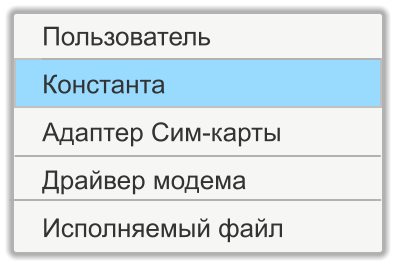 Пользователь
Константа
Адаптер Сим-карты
Драйвер модема
Исполняемый файл